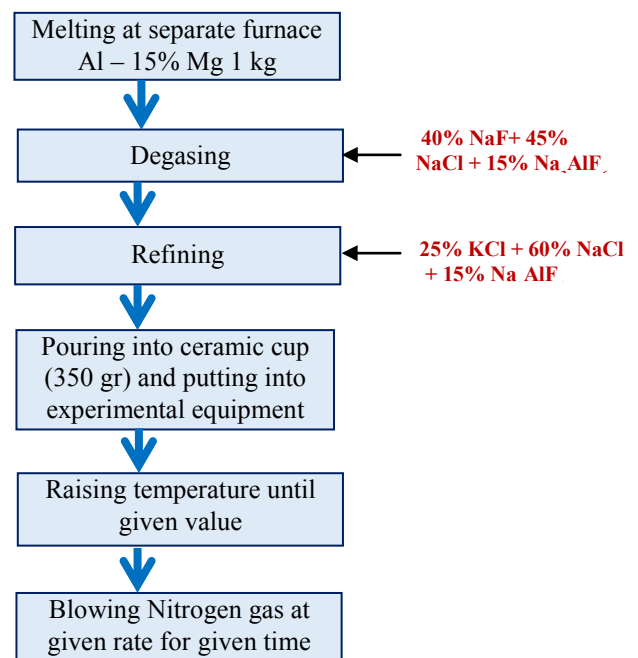 Melting at separate furnace
Al – 15% Mg 1 kg
Degasing
40% NaF+ 45%
NaCl + 15% Na AlF
Refining
25% KCl + 60% NaCl
+ 15% Na AlF
Pouring into ceramic cup
(350 gr) and putting into
experimental equipment
Raising temperature until
given value
Blowing Nitrogen gas at
given rate for given time